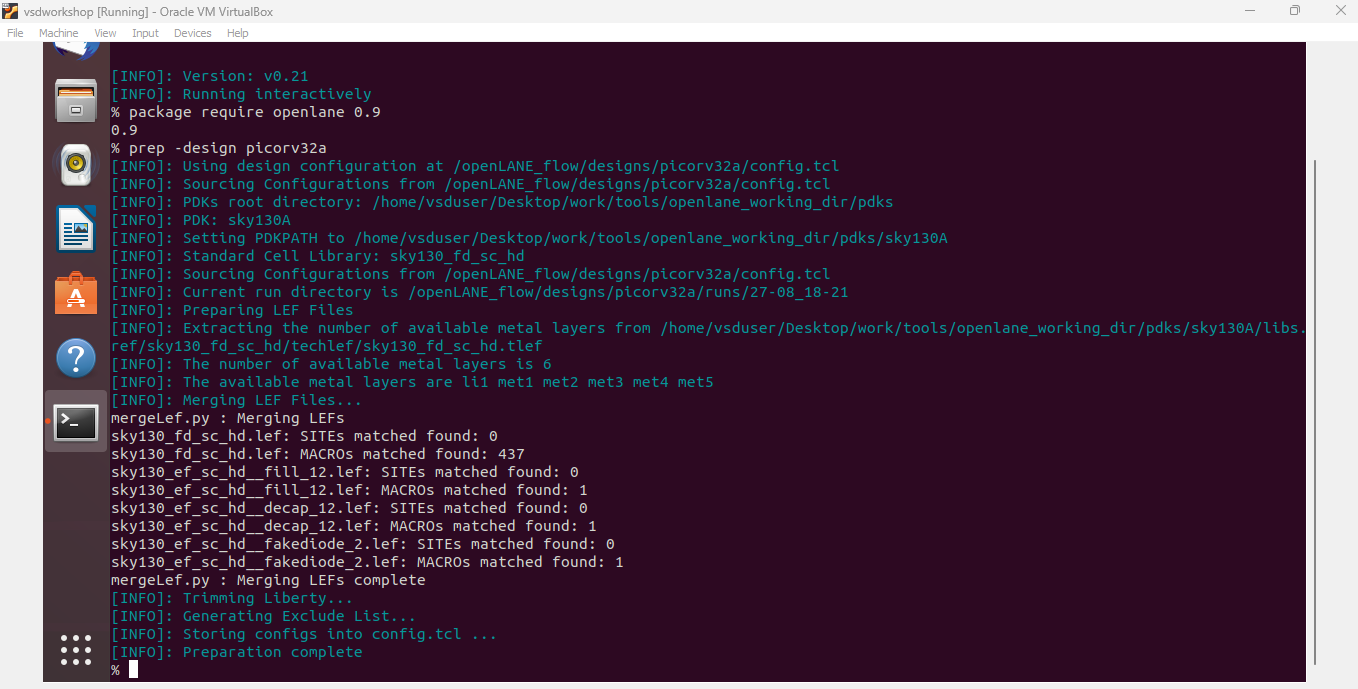 vsdworkshop [Running] - Oracle VM VirtualBox
File Machine View Input Devices Help
[INFO]: Version: v0.21
[INFO]: Running interactively
% package require openlane 0.9
0.9
% prep -design picorv32a
[INFO]: Using design configuration at /openLANE_flow/designs/picorv32a/config.tcl
[INFO]: Sourcing Configurations from /openLANE_flow/designs/picorv32a/config.tcl
[INFO]: PDKs root directory: /home/vsduser/Desktop/work/tools/openlane_working_dir/pdks
[INFO]: PDK: sky130A
[INFO]: Setting PDKPATH to /home/vsduser/Desktop/work/tools/openlane_working_dir/pdks/sky130A
[INFO]: Standard Cell Library: sky130_fd_sc_hd
[INFO]: Sourcing Configurations from /openLANE_flow/designs/picorv32a/config.tcl
[INFO]: Current run directory is /openLANE_flow/designs/picorv32a/runs/27-08_18-21
[INFO]: Preparing LEF Files
[INFO]: Extracting the number of available metal layers from /home/vsduser/Desktop/work/tools/openlane_working_dir/pdks/sky130A/libs.
ref/sky130_fd_sc_hd/techlef/sky130_fd_sc_hd.tlef
[INFO]: The number of available metal layers is 6
[INFO]: The available metal layers are li1 met1 met2 met3 met4 met5
[INFO]: Merging LEF Files...
mergeLef.py : Merging LEFs
sky130_fd_sc_hd.lef: SITEs matched found: 0
sky130_fd_sc_hd.lef: MACROs matched found: 437
sky130_ef_sc_hd__fill_12.lef: SITEs matched found: 0
sky130_ef_sc_hd__fill_12.lef: MACROs matched found: 1
sky130_ef_sc_hd__decap_12.lef: SITEs matched found: 0
sky130_ef_sc_hd__decap_12.lef: MACROs matched found: 1
sky130_ef_sc_hd__fakediode_2.lef: SITEs matched found: 0
sky130_ef_sc_hd__fakediode_2.lef: MACROs matched found: 1
mergeLef.py : Merging LEFs complete
[INFO]: Trimming Liberty...
[INFO]: Generating Exclude List...
[INFO]: Storing configs into config.tcl ...
[INFO]: Preparation complete
%